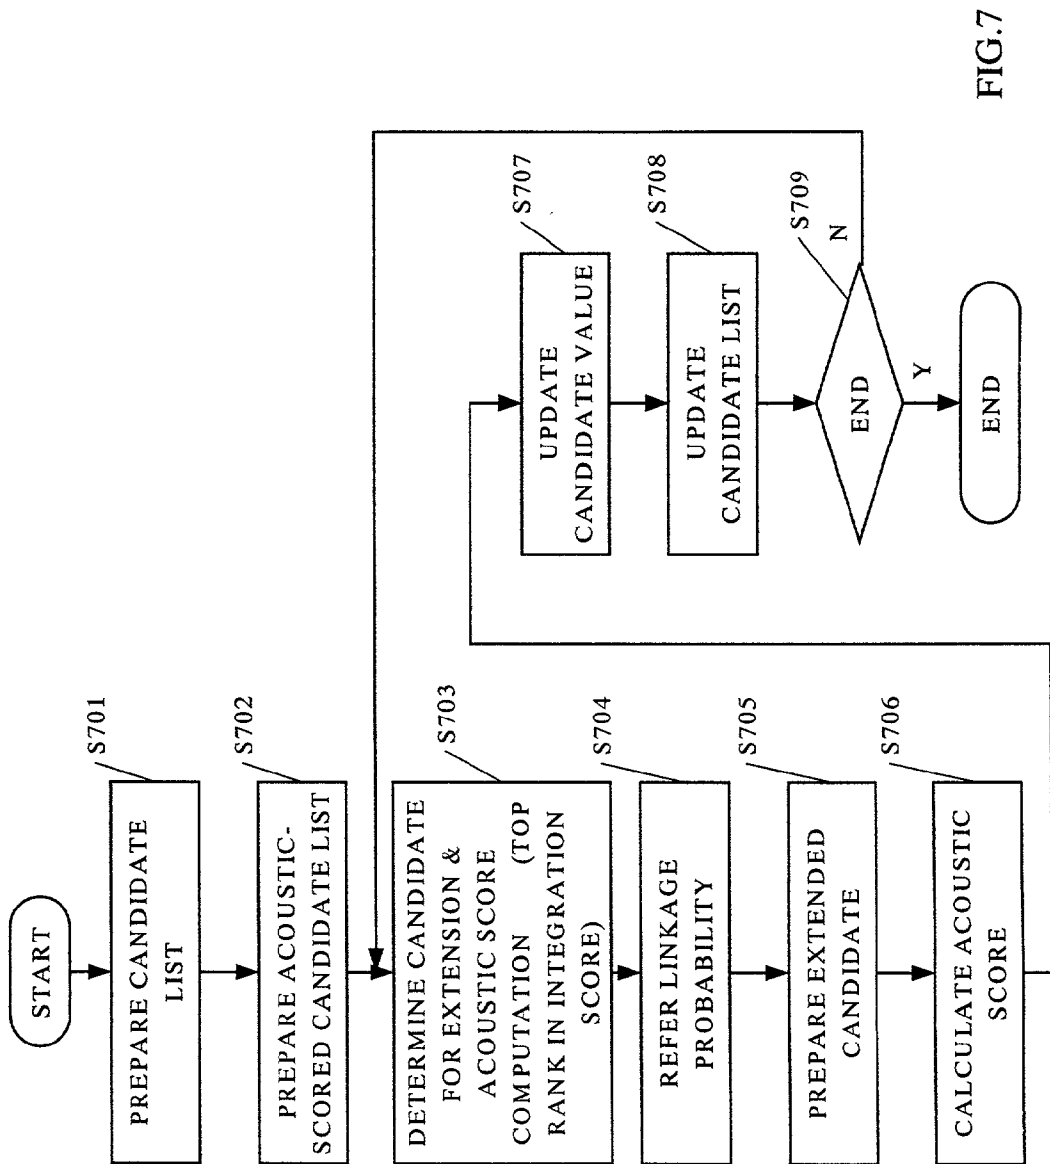 START
S701
PREPARE CANDIDATE
LIST
S702
PREPARE ACOUSTIC-
SCORED CANDIDATE LIST
S703
DETERMINE CANDIDATE
FOR EXTENSION &
ACOUSTIC SCORE
COMPUTATION (TOP
RANK IN INTEGRATION
SCORE)
S704
REFER LINKAGE
PROBABILITY
S705
PREPARE EXTENDED
CANDIDATE
S706
CALCULATE ACOUSTIC
SCORE
S707
UPDATE
CANDIDATE VALUE
S708
UPDATE
CANDIDATE LIST
S709
END
N
Y
END
FIG.7